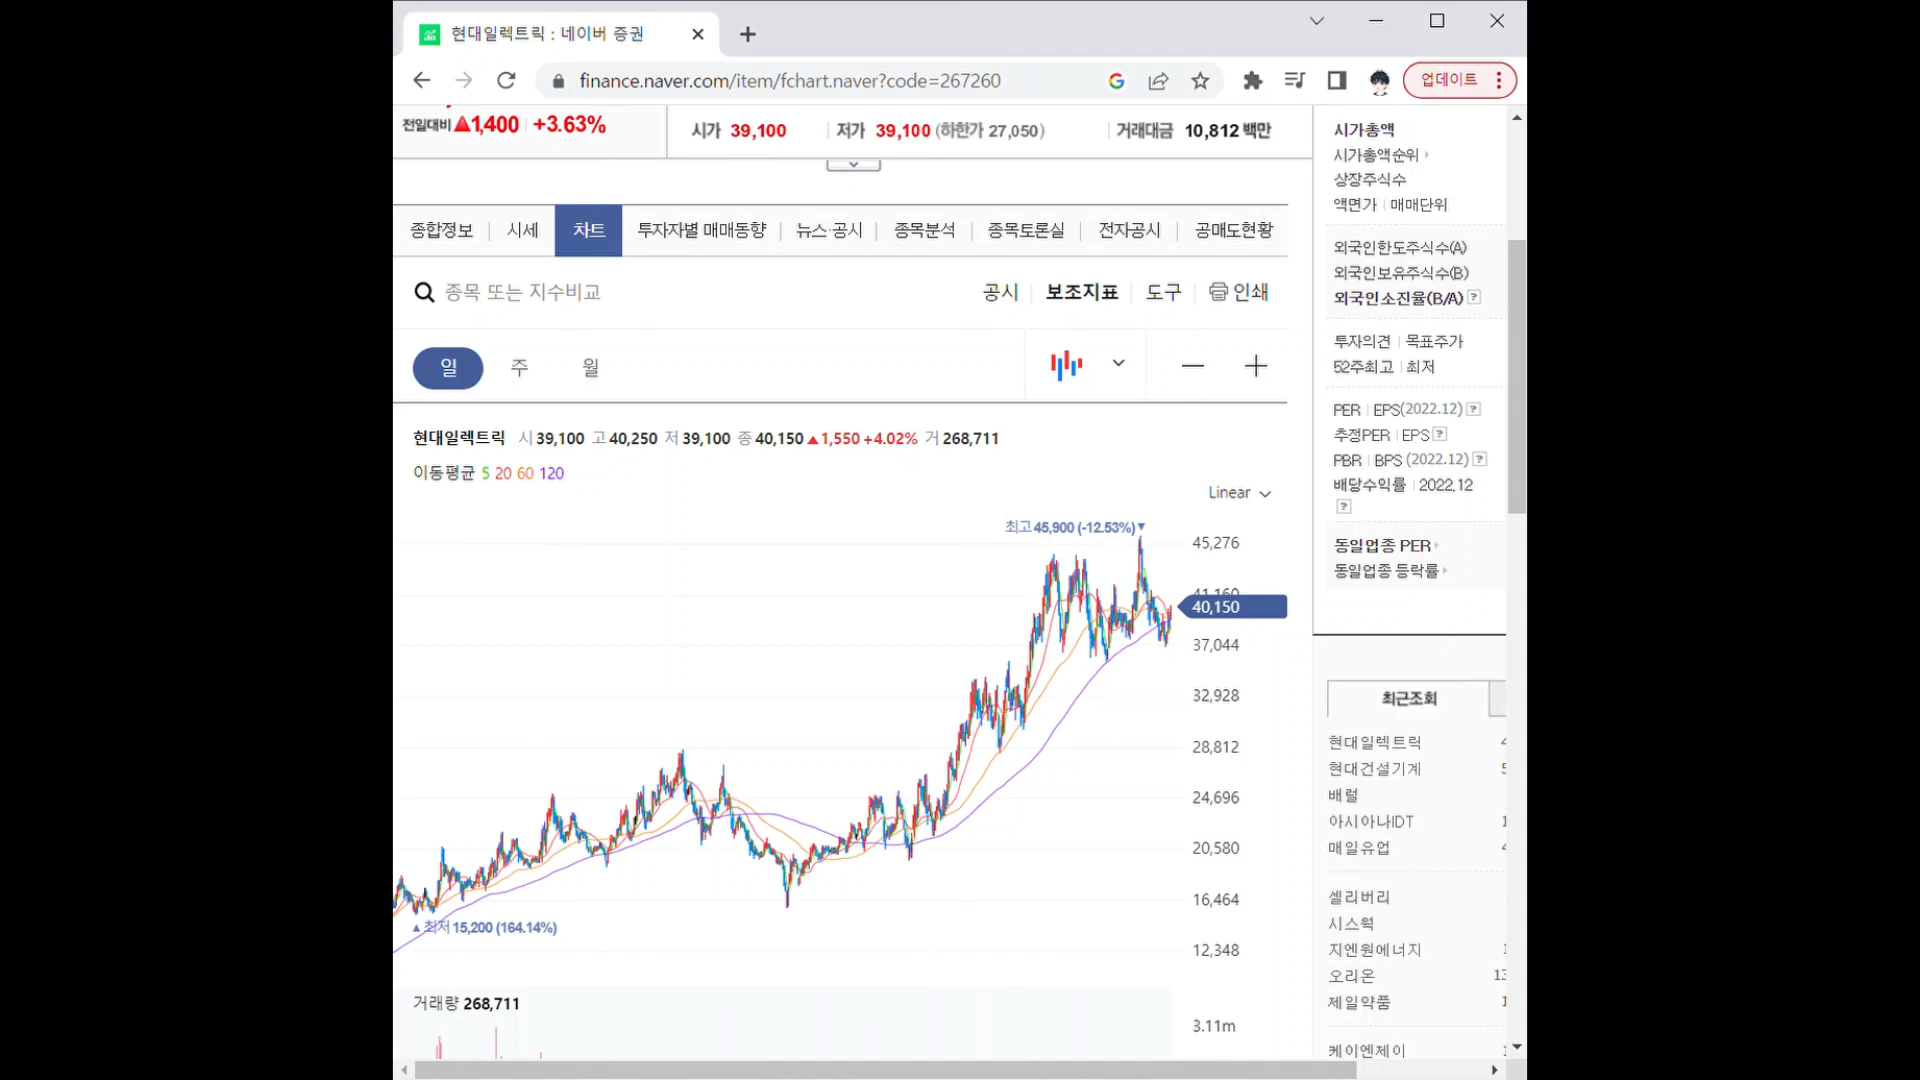 현대일렉트릭 : 네이버 증권
finance.naver.com/item/fchart.naver?code=267260
업데이트
전일대비 ▲1,400 +3.63%
시가 39,100 저가 39,100 (하한가 27,050) 거래대금 10,812 백만
종합정보 시세 차트 투자자별 매매동향 뉴스·공시 종목분석 종목토론실 전자공시 공매도현황
종목 또는 지수비교
공시 보조지표 도구 인쇄
일 주 월
현대일렉트릭 시 39,100 고 40,250 저 39,100 종 40,150 ▲1,550 +4.02% 거 268,711
이동평균 5 20 60 120
Linear
최고 45,900 (-12.53%)▼
45,276
41,160
40,150
37,044
32,928
28,812
24,696
20,580
16,464
▲최저 15,200 (164.14%)
12,348
거래량 268,711
3.11m
시가총액
시가총액순위
상장주식수
액면가 매매단위
외국인한도주식수(A)
외국인보유주식수(B)
외국인소진율(B/A) ?
투자의견 목표주가
52주최고 최저
PER EPS(2022.12) ?
추정PER EPS ?
PBR BPS (2022.12) ?
배당수익률 2022.12
?
동일업종 PER
동일업종 등락률
최근조회
현대일렉트릭
현대건설기계
배럴
아시아나IDT
매일유업
셀리버리
시스웍
지엔원에너지
오리온 13
제일약품
케이엔제이